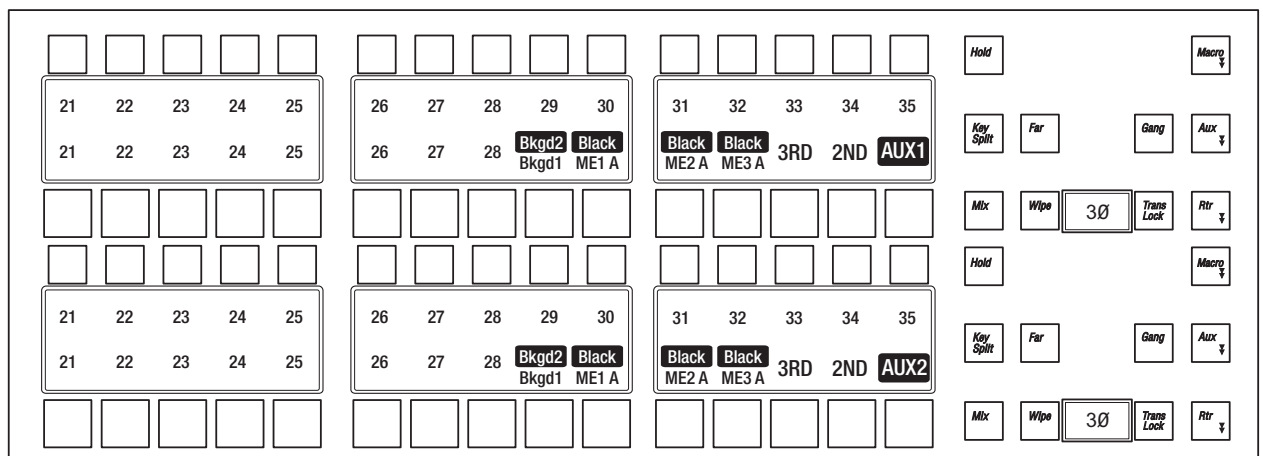 Hold Macro
21 22 23 24 25 26 27 28 29 30 31 32 33 34 35
Key Split Far Gang Aux
21 22 23 24 25 26 27 28 Bkgd2 Black Black Black 3RD 2ND AUX1
Bkgd1 ME1 A ME2 A ME3 A
Mix Wipe 3Ø Trans Lock Rtr
Hold Macro
21 22 23 24 25 26 27 28 29 30 31 32 33 34 35
Key Split Far Gang Aux
21 22 23 24 25 26 27 28 Bkgd2 Black Black Black 3RD 2ND AUX2
Bkgd1 ME1 A ME2 A ME3 A
Mix Wipe 3Ø Trans Lock Rtr